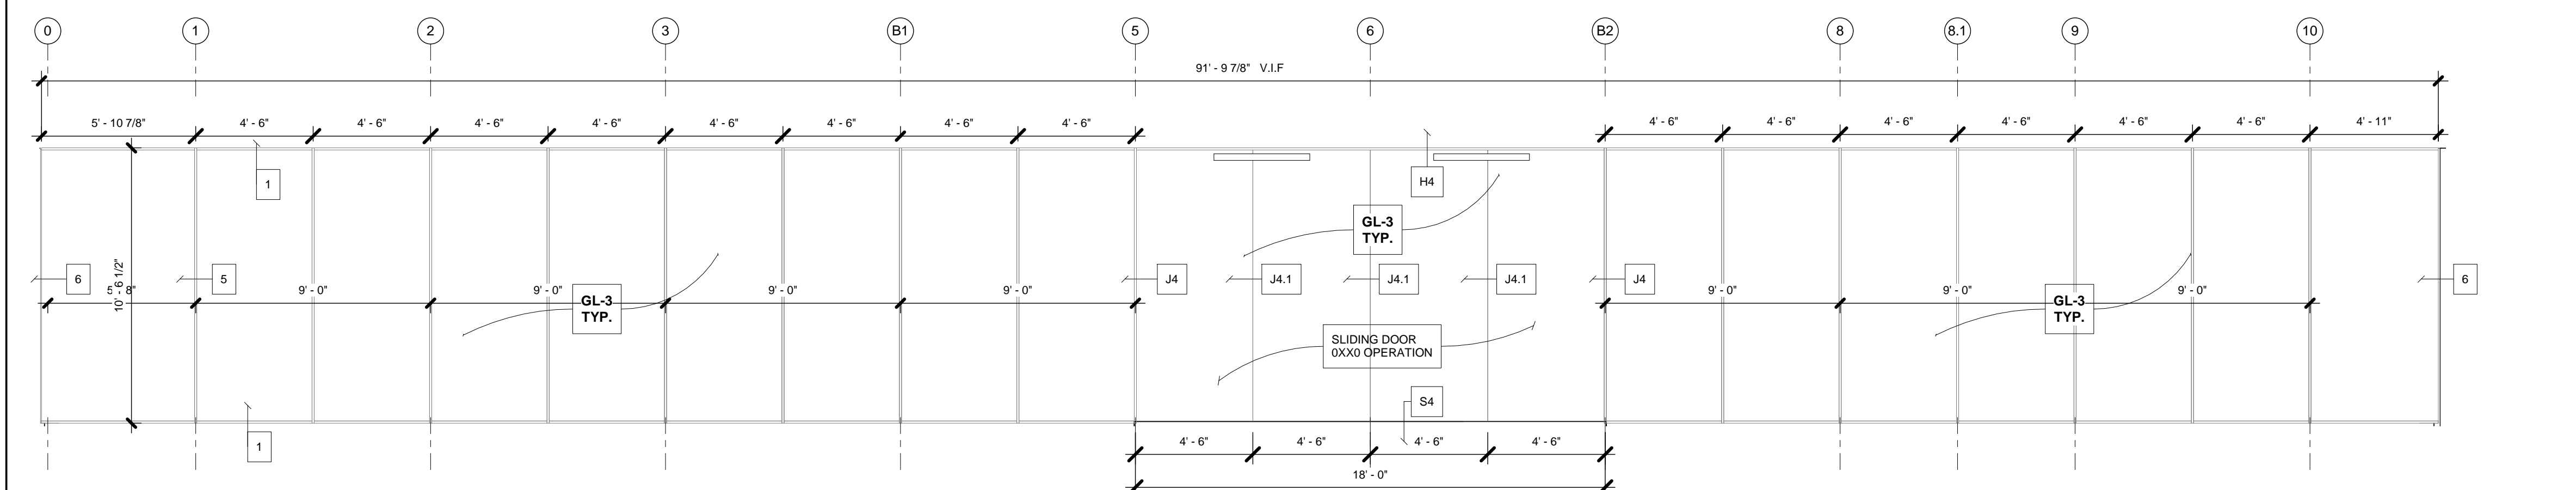 0 1 2 3 B1 5 6 B2 8 8.1 9 10
91' - 9 7/8" V.I.F
5' - 10 7/8" 4' - 6" 4' - 6" 4' - 6" 4' - 6" 4' - 6" 4' - 6" 4' - 6" 4' - 6" 4' - 6" 4' - 6" 4' - 6" 4' - 6" 4' - 6" 4' - 6" 4' - 11"
1
H4
GL-3
TYP.
6 5 J4 J4.1 J4.1 J4.1 J4 6
10' - 6 1/2"
9' - 0" 9' - 0" 9' - 0" 9' - 0" 9' - 0" 9' - 0" 9' - 0"
GL-3
TYP.
GL-3
TYP.
SLIDING DOOR
0XX0 OPERATION
S4
1
4' - 6" 4' - 6" 4' - 6" 4' - 6"
18' - 0"